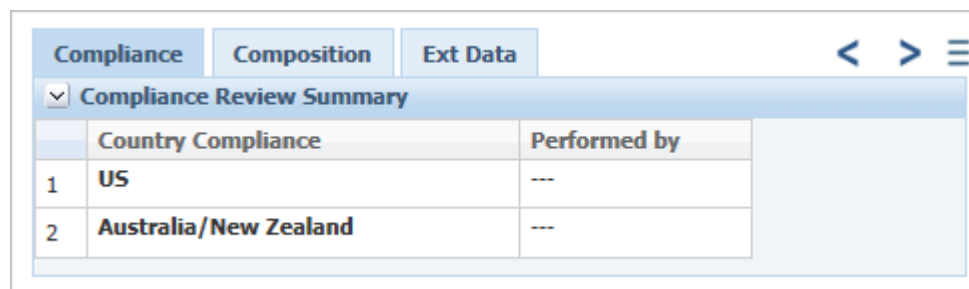 Compliance Composition Ext Data < >
Compliance Review Summary
Country Compliance Performed by
1 US ---
2 Australia/New Zealand ---